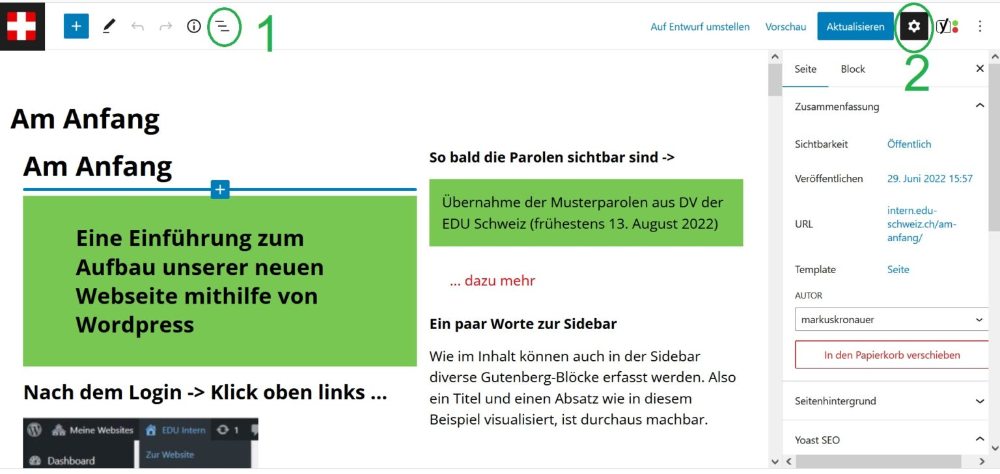 1
Auf Entwurf umstellen
Vorschau
Aktualisieren
2
Am Anfang
Am Anfang
Eine Einführung zum
Aufbau unserer neuen
Webseite mithilfe von
Wordpress
Nach dem Login -> Klick oben links ...
Meine Websites
EDU Intern
1
Dashboard
Zur Website
So bald die Parolen sichtbar sind ->
Übernahme der Musterparolen aus DV der
EDU Schweiz (frühestens 13. August 2022)
... dazu mehr
Ein paar Worte zur Sidebar
Wie im Inhalt können auch in der Sidebar
diverse Gutenberg-Blöcke erfasst werden. Also
ein Titel und einen Absatz wie in diesem
Beispiel visualisiert, ist durchaus machbar.
Seite
Block
Zusammenfassung
Sichtbarkeit
Öffentlich
Veröffentlichen
29. Juni 2022 15:57
URL
intern.edu-
schweiz.ch/am-
anfang/
Template
Seite
AUTOR
markuskronauer
In den Papierkorb verschieben
Seitenhintergrund
Yoast SEO